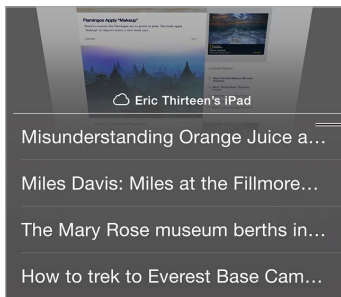 Flamingos Apply "Makeup"
Eric Thirteen's iPad
Misunderstanding Orange Juice a...
Miles Davis: Miles at the Fillmore...
The Mary Rose museum berths in...
How to trek to Everest Base Cam...